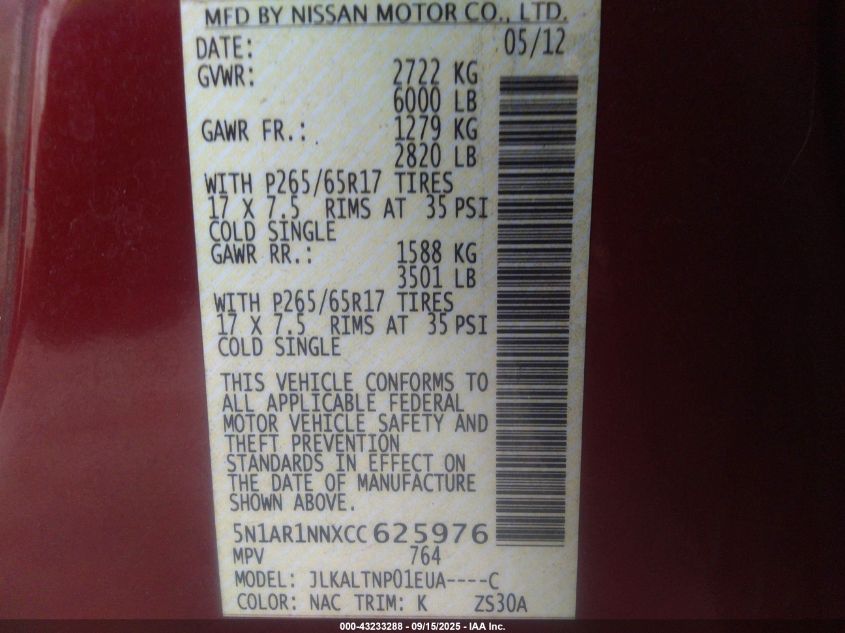 MFD BY NISSAN MOTOR CO., LTD.
DATE: 05/12
GVWR: 2722 KG
6000 LB
GAWR FR.: 1279 KG
2820 LB
WITH P265/65R17 TIRES
17 X 7.5 RIMS AT 35 PSI
COLD SINGLE
GAWR RR.: 1588 KG
3501 LB
WITH P265/65R17 TIRES
17 X 7.5 RIMS AT 35 PSI
COLD SINGLE
THIS VEHICLE CONFORMS TO
ALL APPLICABLE FEDERAL
MOTOR VEHICLE SAFETY AND
THEFT PREVENTION
STANDARDS IN EFFECT ON
THE DATE OF MANUFACTURE
SHOWN ABOVE.
5N1AR1NNXCC625976
MPV 764
MODEL: JLKALTNP01EUA----C
COLOR: NAC TRIM: K ZS30A
000-43233288 - 09/15/2025 - IAA Inc.